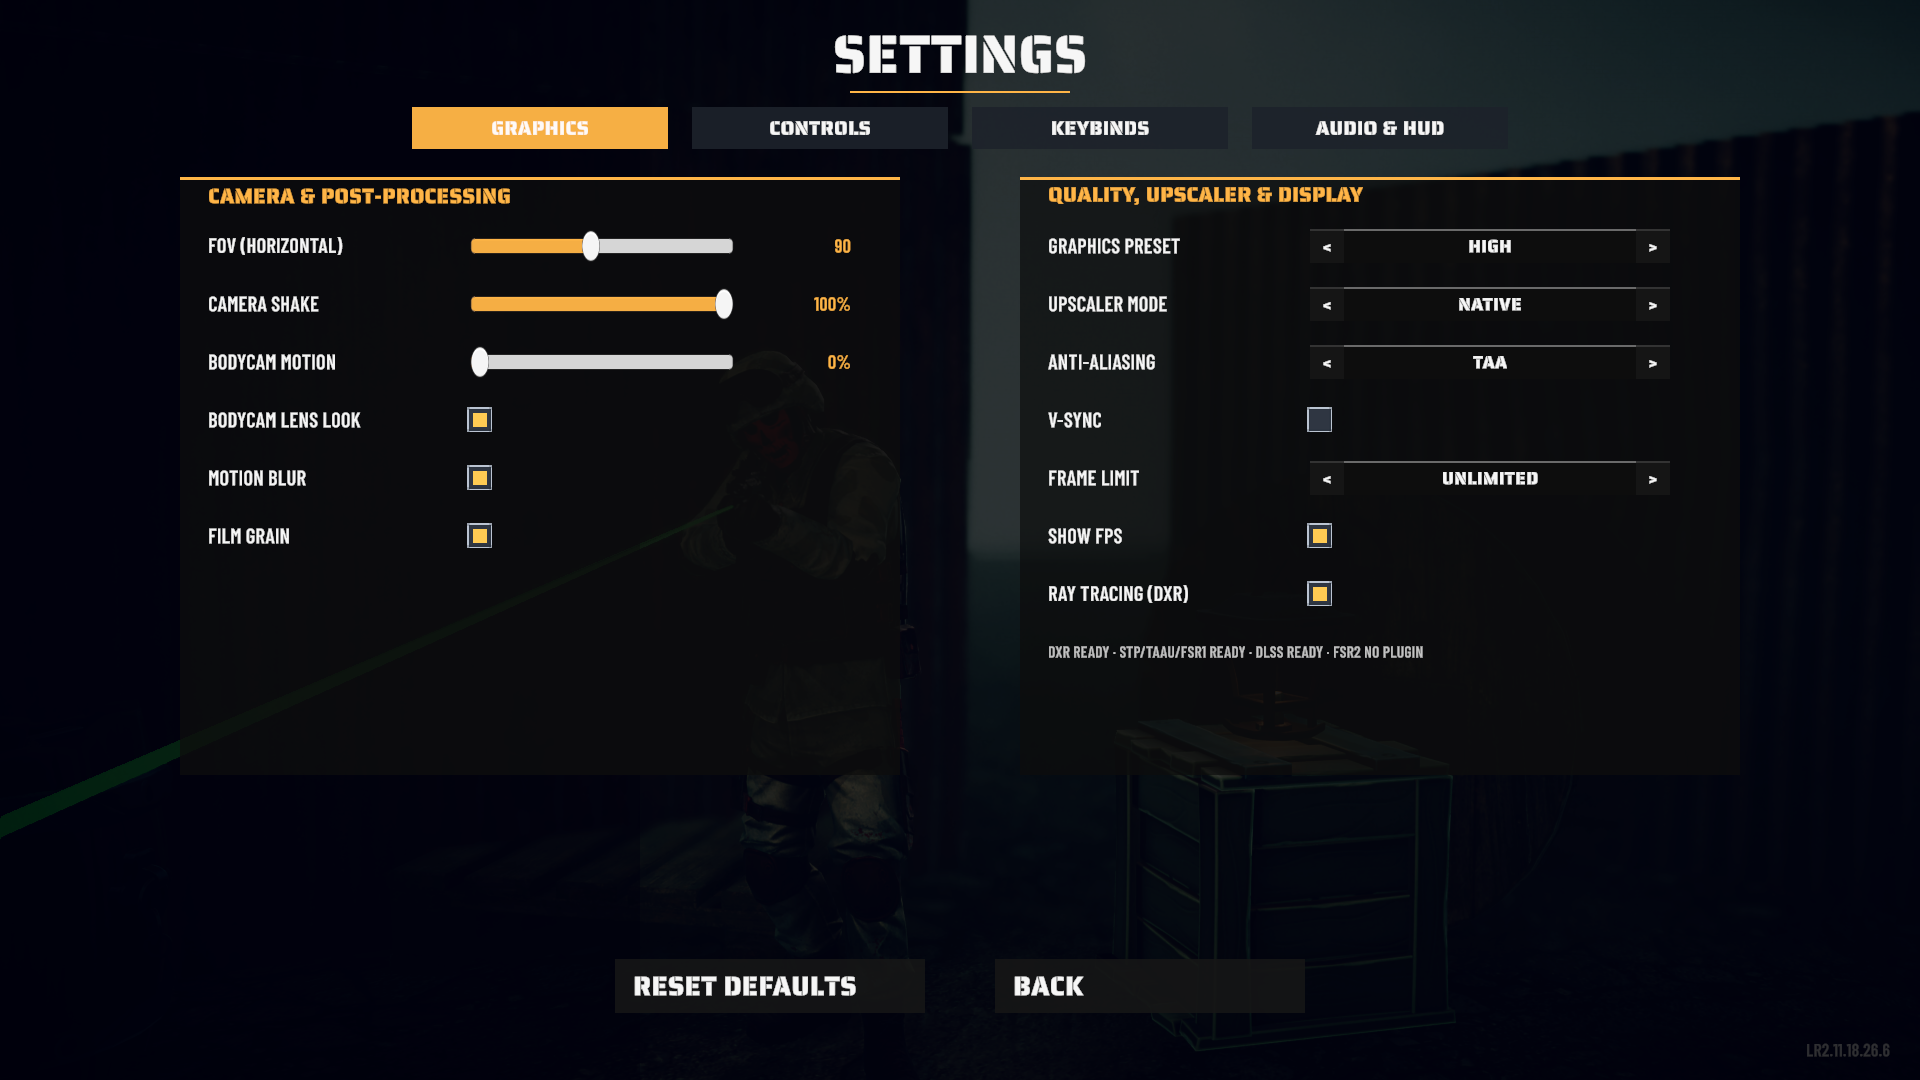 SETTINGS
GRAPHICS
CONTROLS
KEYBINDS
AUDIO & HUD
CAMERA & POST-PROCESSING
FOV (HORIZONTAL)
90
CAMERA SHAKE
100%
BODYCAM MOTION
0%
BODYCAM LENS LOOK
MOTION BLUR
FILM GRAIN
QUALITY, UPSCALER & DISPLAY
GRAPHICS PRESET
< HIGH >
UPSCALER MODE
< NATIVE >
ANTI-ALIASING
< TAA >
V-SYNC
FRAME LIMIT
< UNLIMITED >
SHOW FPS
RAY TRACING (DXR)
DXR READY · STP/TAAU/FSR1 READY · DLSS READY · FSR2 NO PLUGIN
RESET DEFAULTS
BACK
LR2.11.18.26.6